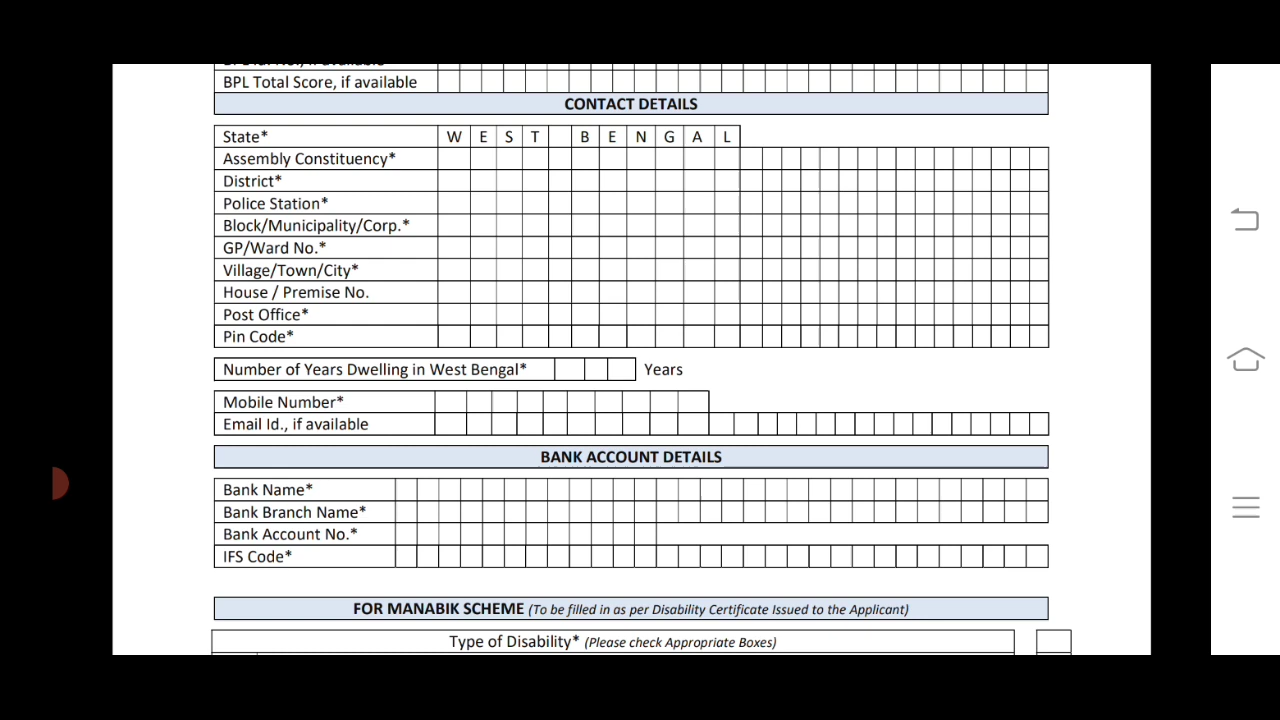 BPL Total Score, if available
CONTACT DETAILS
State* W E S T B E N G A L
Assembly Constituency*
District*
Police Station*
Block/Municipality/Corp.*
GP/Ward No.*
Village/Town/City*
House / Premise No.
Post Office*
Pin Code*
Number of Years Dwelling in West Bengal* Years
Mobile Number*
Email Id., if available
BANK ACCOUNT DETAILS
Bank Name*
Bank Branch Name*
Bank Account No.*
IFS Code*
FOR MANABIK SCHEME (To be filled in as per Disability Certificate Issued to the Applicant)
Type of Disability* (Please check Appropriate Boxes)